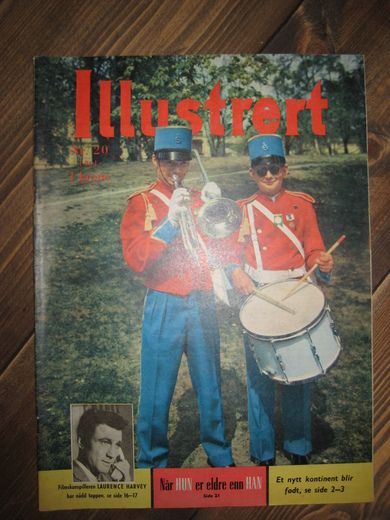 Illustrert
Nr. 20
Filmskuespilleren LAURENCE HARVEY
har nådd toppen, se side 16—17
Når HUN er eldre enn HAN
Side 21
Et nytt kontinent blir
født, se side 2—3